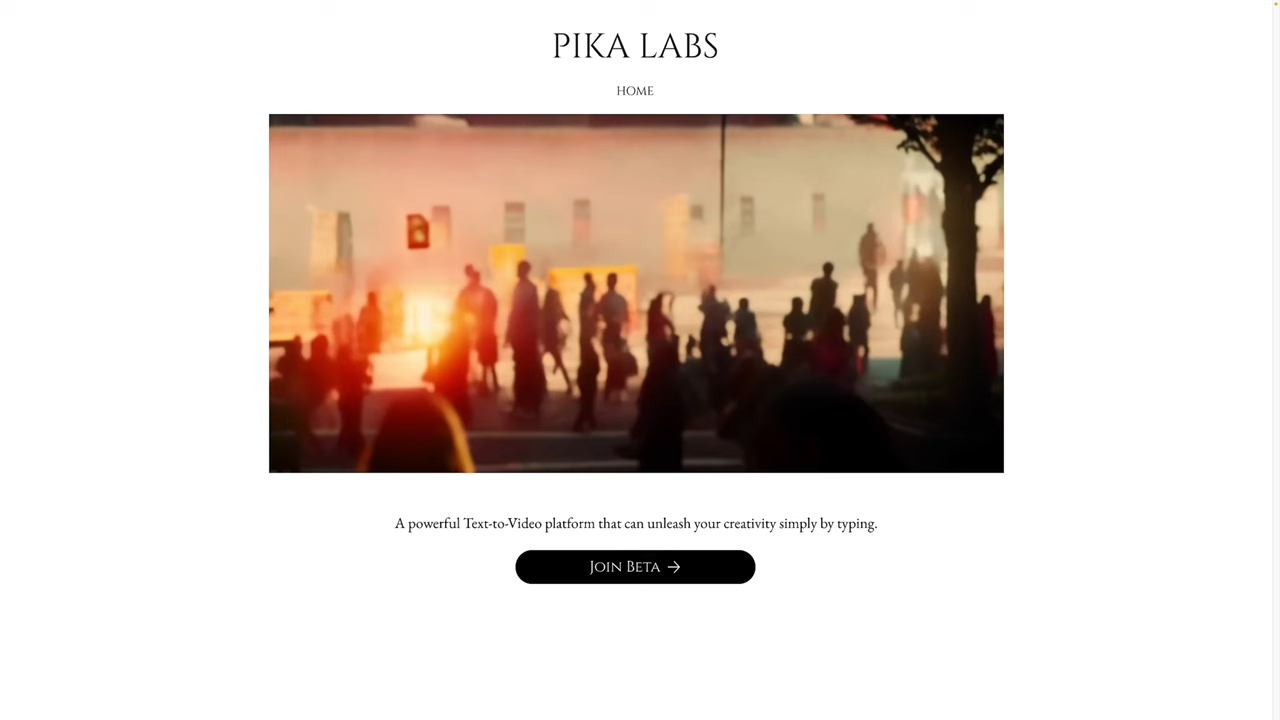 PIKA LABS
HOME
A powerful Text-to-Video platform that can unleash your creativity simply by typing.
Join Beta →